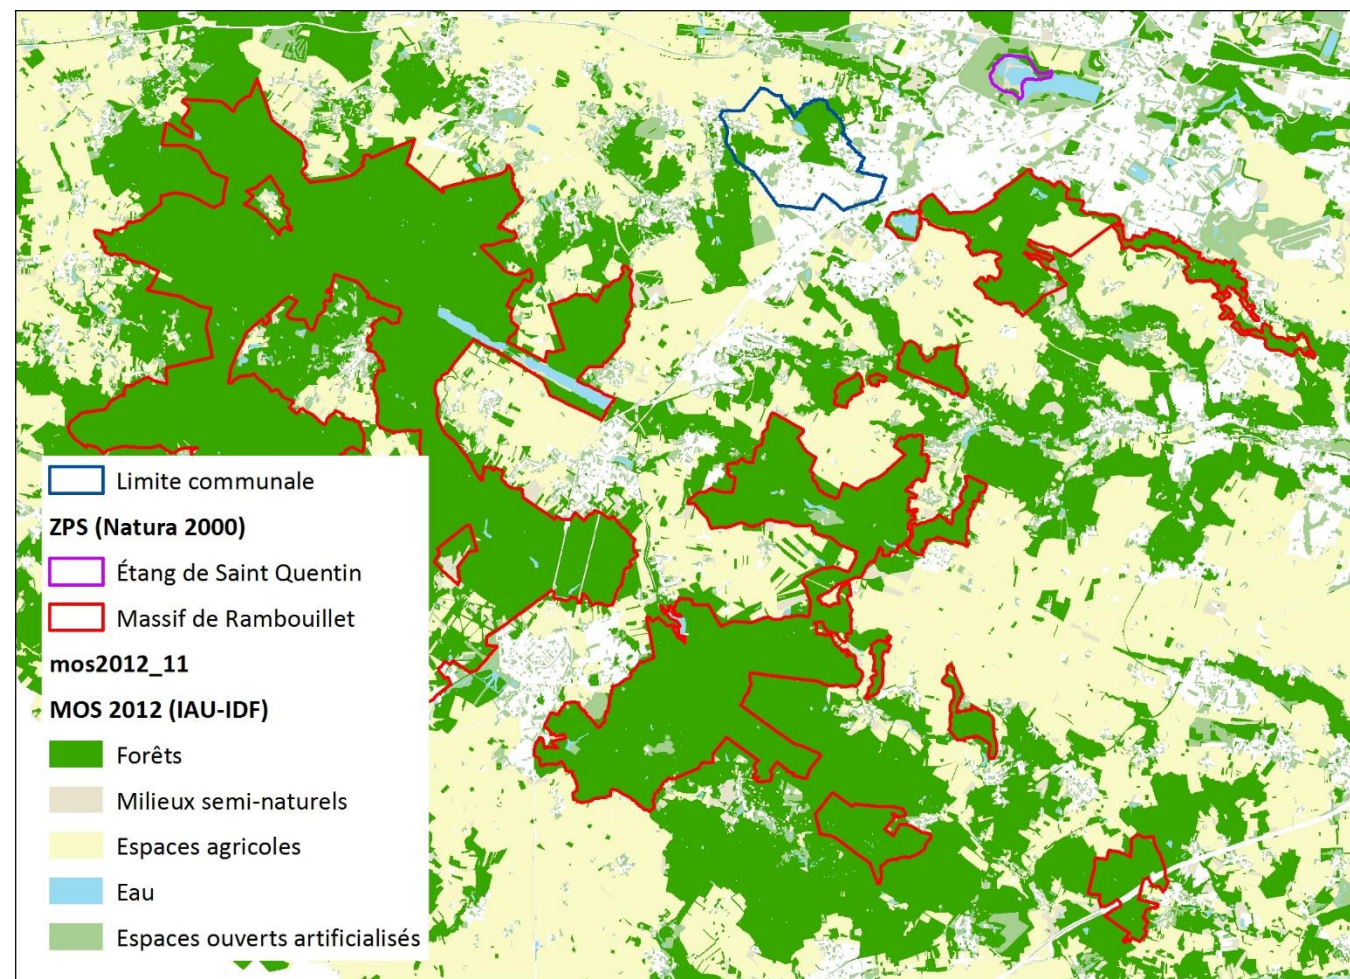 Limite communale
ZPS (Natura 2000)
Étang de Saint Quentin
Massif de Rambouillet
mos2012_11
MOS 2012 (IAU-IDF)
Forêts
Milieux semi-naturels
Espaces agricoles
Eau
Espaces ouverts artificialisés